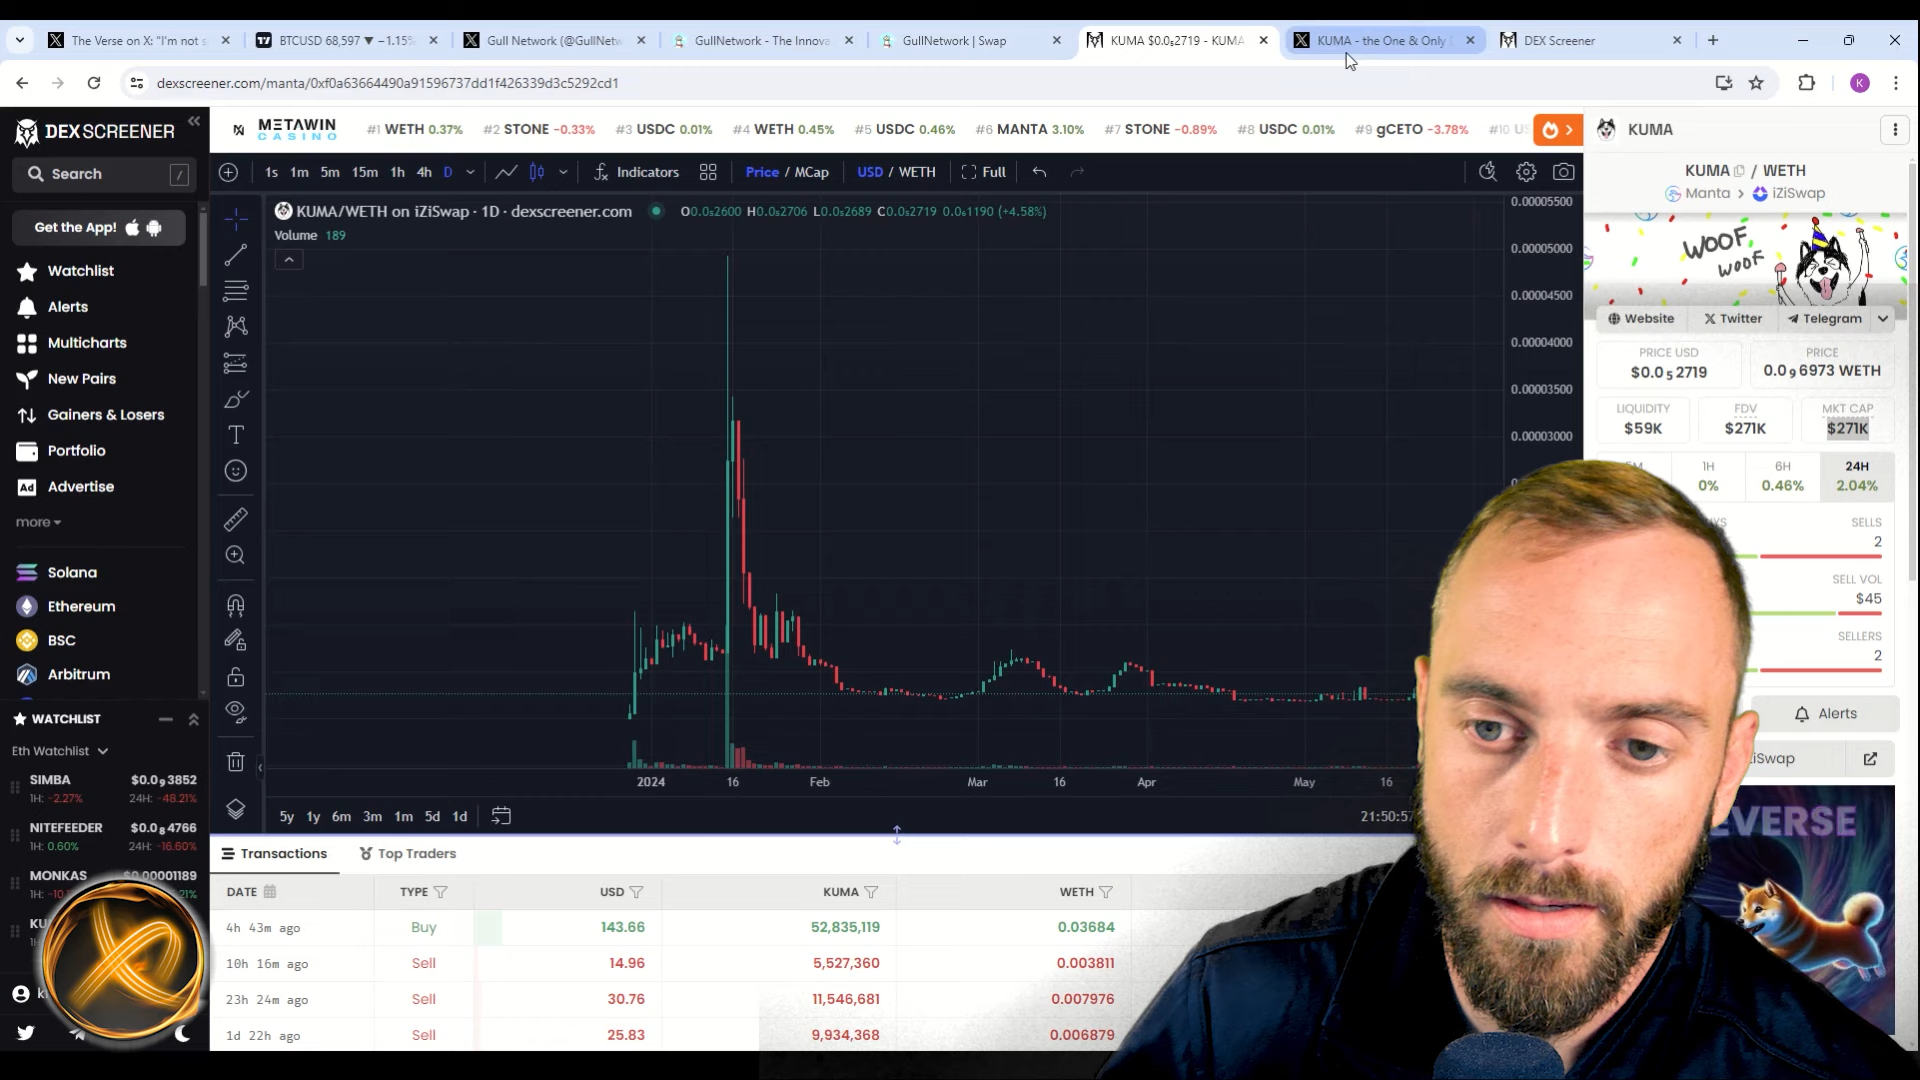 The Verse on X: "I'm not s
BTCUSD 68,597 ▼ −1.15%
Gull Network (@GullNetw
GullNetwork - The Innova
GullNetwork | Swap
KUMA $0.0₅2719 - KUMA
KUMA - the One & Only
DEX Screener
dexscreener.com/manta/0xf0a63664490a91596737dd1f426339d3c5292cd1
K
DEX SCREENER
METAWIN CASINO
#1 WETH 0.37%
#2 STONE -0.33%
#3 USDC 0.01%
#4 WETH 0.45%
#5 USDC 0.46%
#6 MANTA 3.10%
#7 STONE -0.89%
#8 USDC 0.01%
#9 gCETO -3.78%
#10
KUMA
Search /
1s 1m 5m 15m 1h 4h D
Indicators
Price / MCap
USD / WETH
Full
KUMA / WETH
Manta > iZiSwap
Get the App!
Watchlist
Alerts
Multicharts
New Pairs
Gainers & Losers
Portfolio
Ad Advertise
more
Solana
Ethereum
BSC
Arbitrum
KUMA/WETH on iZiSwap · 1D · dexscreener.com
O0.0₅2600 H0.0₅2706 L0.0₅2689 C0.0₅2719 0.0₆1190 (+4.58%)
Volume 189
0.00005500
0.00005000
0.00004500
0.00004000
0.00003500
0.00003000
WOOF
WOOF
Website
Twitter
Telegram
PRICE USD
$0.0₅2719
PRICE
0.0₉6973 WETH
LIQUIDITY
$59K
FDV
$271K
MKT CAP
$271K
1H
0%
6H
0.46%
24H
2.04%
SELLS
2
SELL VOL
$45
SELLERS
2
Alerts
EVERSE
WATCHLIST
Eth Watchlist
SIMBA $0.0₉3852
1H: -2.27% 24H: -48.21%
NITEFEEDER $0.0₈4766
1H: 0.60% 24H: -16.60%
MONKAS $0.00001189
2024 16 Feb Mar 16 Apr May 16
5y 1y 6m 3m 1m 5d 1d
21:50:57
Transactions
Top Traders
DATE TYPE USD KUMA WETH
4h 43m ago Buy 143.66 52,835,119 0.03684
10h 16m ago Sell 14.96 5,527,360 0.003811
23h 24m ago Sell 30.76 11,546,681 0.007976
1d 22h ago Sell 25.83 9,934,368 0.006879